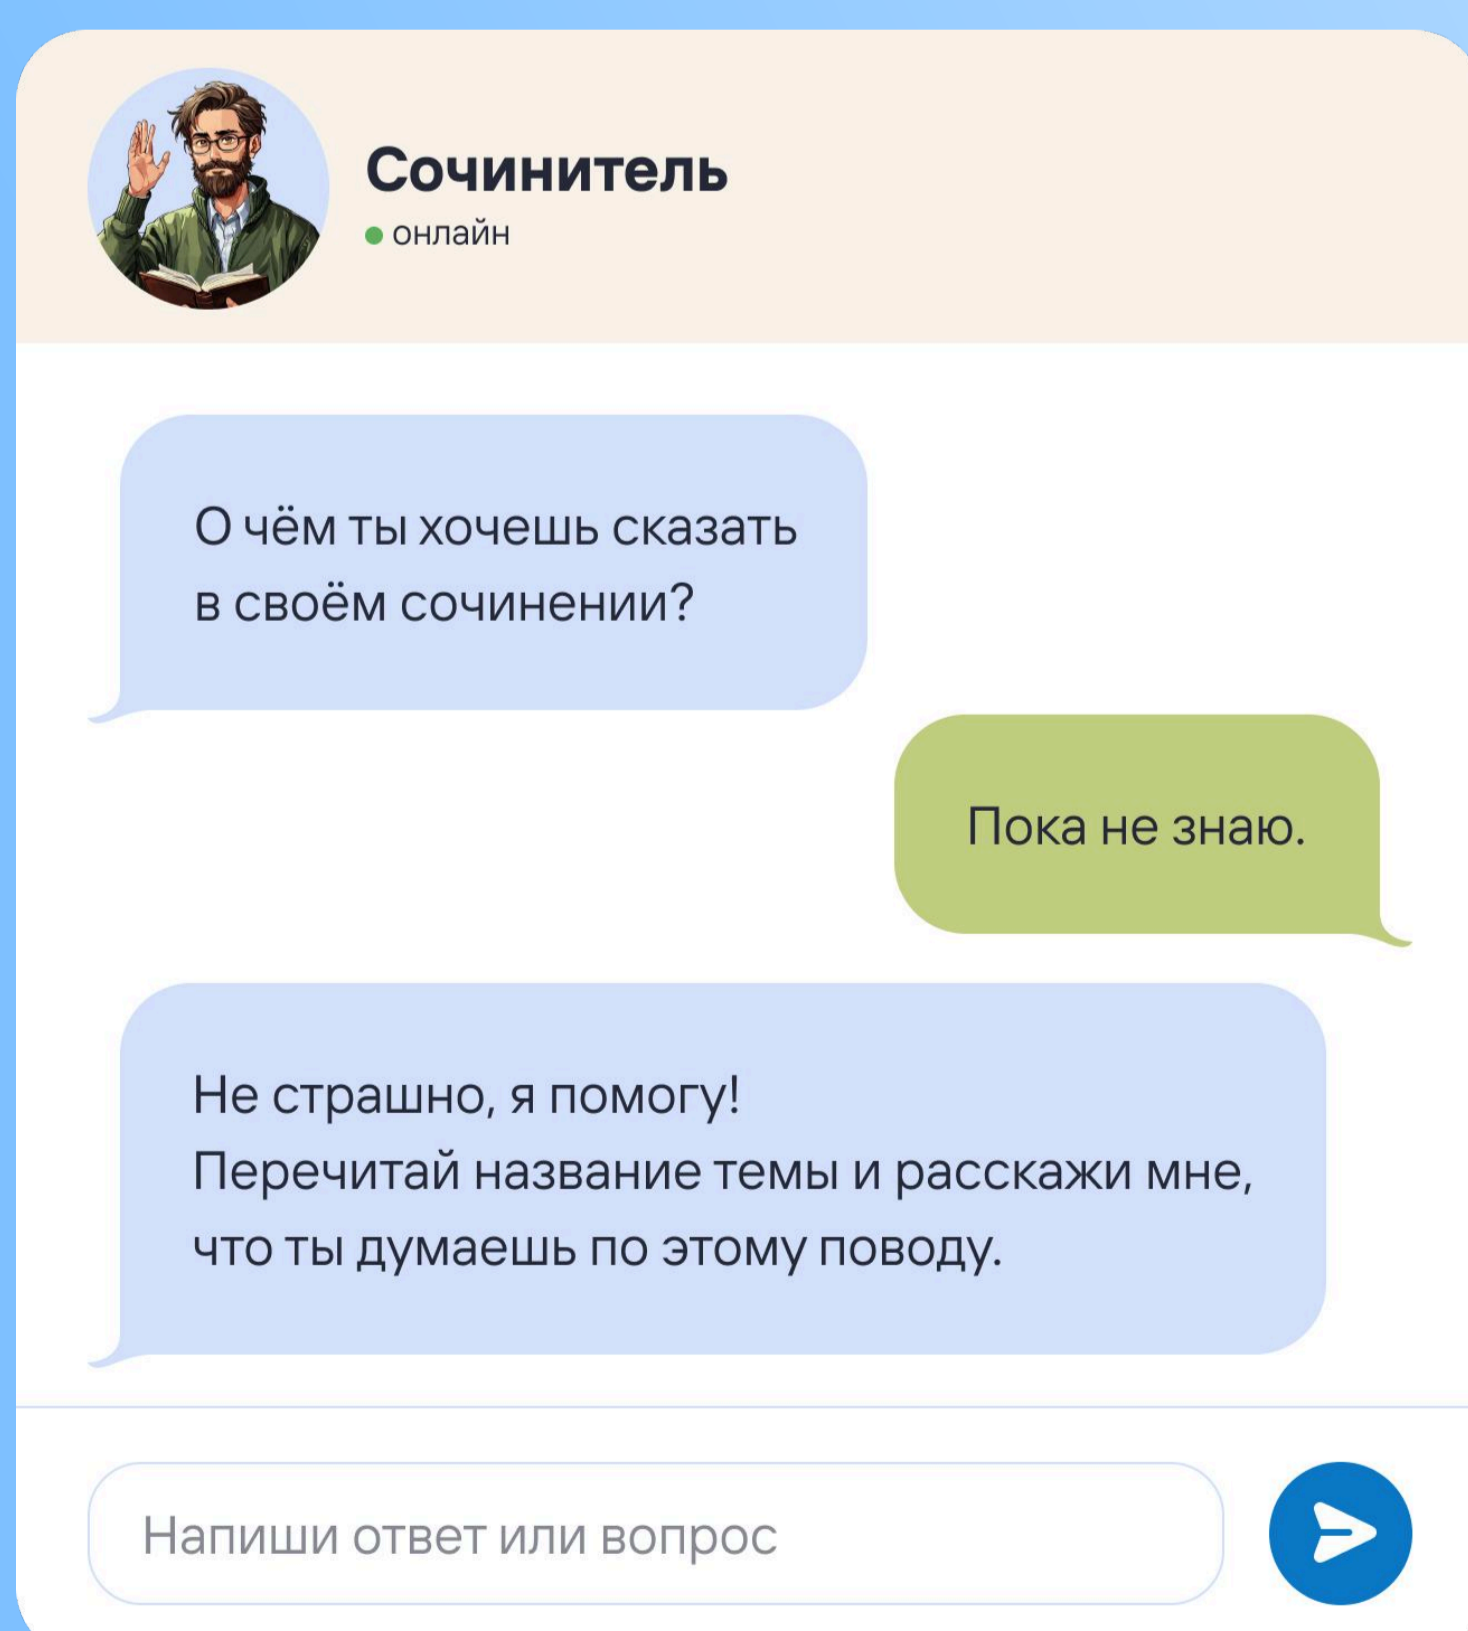 Сочинитель
онлайн
О чём ты хочешь сказать
в своём сочинении?
Пока не знаю.
Не страшно, я помогу!
Перечитай название темы и расскажи мне,
что ты думаешь по этому поводу.
Напиши ответ или вопрос